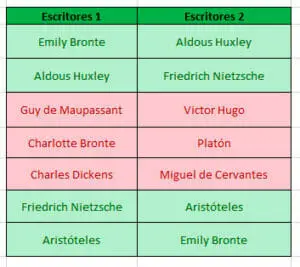 Escritores 1 Escritores 2
Emily Bronte Aldous Huxley
Aldous Huxley Friedrich Nietzsche
Guy de Maupassant Victor Hugo
Charlotte Bronte Platón
Charles Dickens Miguel de Cervantes
Friedrich Nietzsche Aristóteles
Aristóteles Emily Bronte